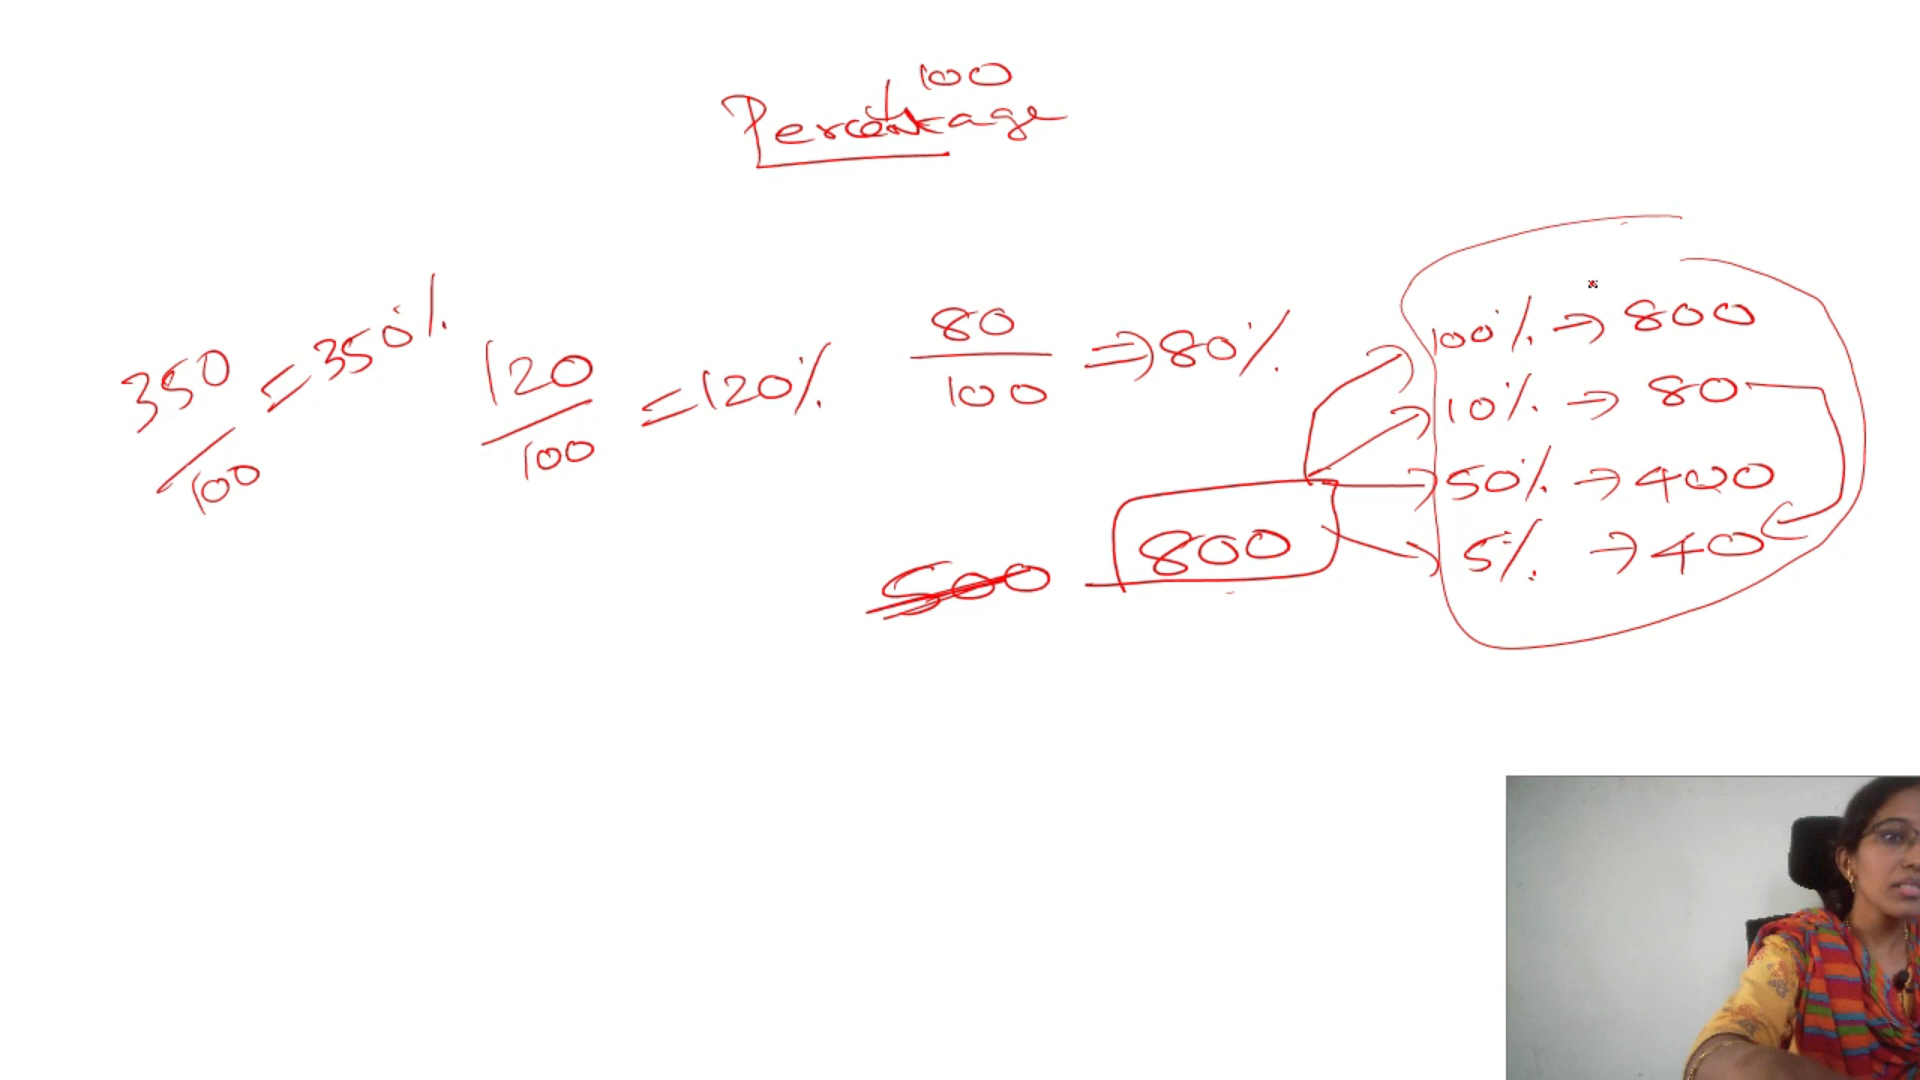 100
Percentage
350/100 = 350%
120/100 = 120%
80/100 ⇒ 80%
500
800
100% → 800
10% → 80
50% → 400
5% → 40